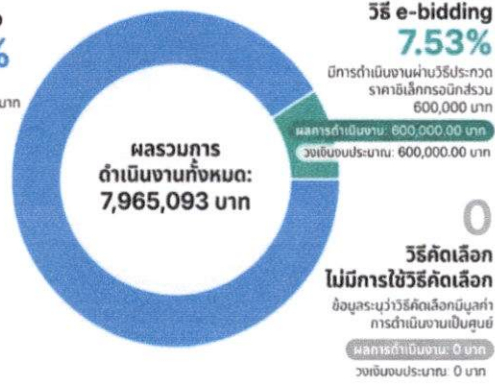 %
บาท
ผลรวมการ
ดำเนินงานทั้งหมด:
7,965,093 บาท
วิธี e-bidding
7.53%
มีการดำเนินงานผ่านวิธีประกวด
ราคาอิเล็กทรอนิกส์รวม
600,000 บาท
ผลการดำเนินงาน: 600,000.00 บาท
วงเงินงบประมาณ: 600,000.00 บาท
0
วิธีคัดเลือก
ไม่มีการใช้วิธีคัดเลือก
ข้อมูลระบุว่าวิธีคัดเลือกมีมูลค่า
การดำเนินงานเป็นศูนย์
ผลการดำเนินงาน: 0 บาท
วงเงินงบประมาณ: 0 บาท